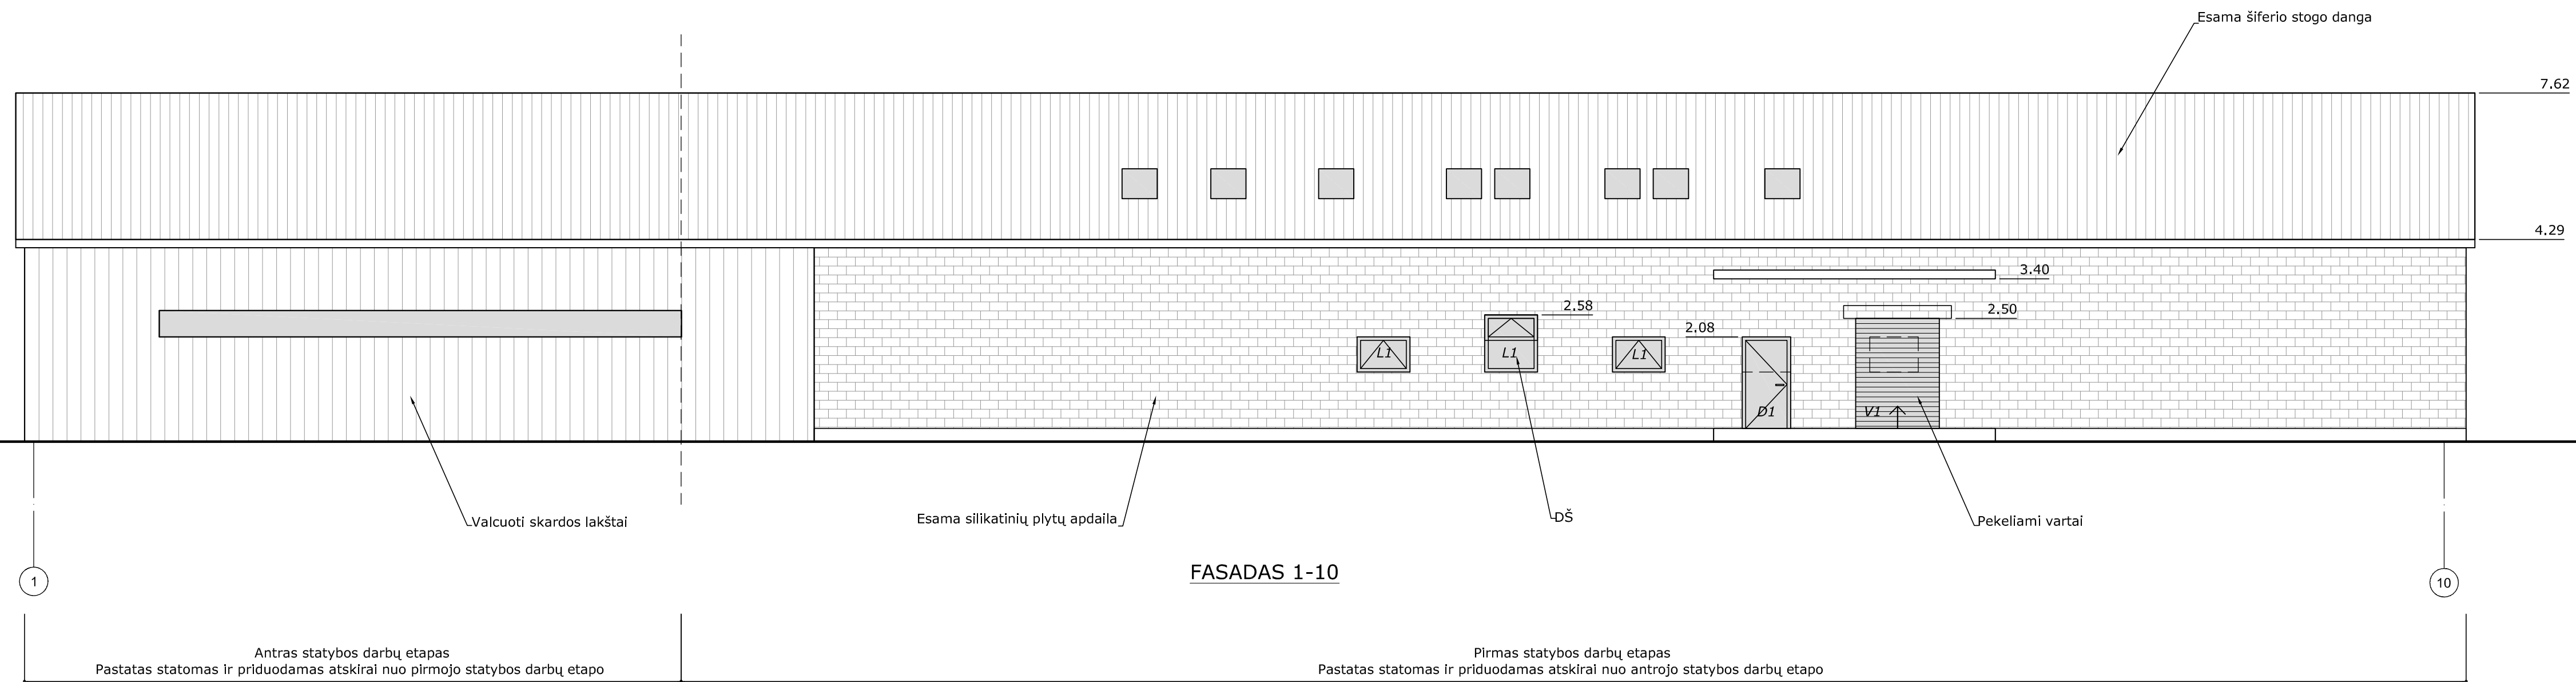 Esama šiferio stogo danga
7.62
4.29
3.40
2.58
2.50
2.08
L1
L1
L1
D1
V1
Valcuoti skardos lakštai
Esama silikatinių plytų apdaila
DŠ
Pekeliami vartai
FASADAS 1-10
1
10
Antras statybos darbų etapas
Pastatas statomas ir priduodamas atskirai nuo pirmojo statybos darbų etapo
Pirmas statybos darbų etapas
Pastatas statomas ir priduodamas atskirai nuo antrojo statybos darbų etapo